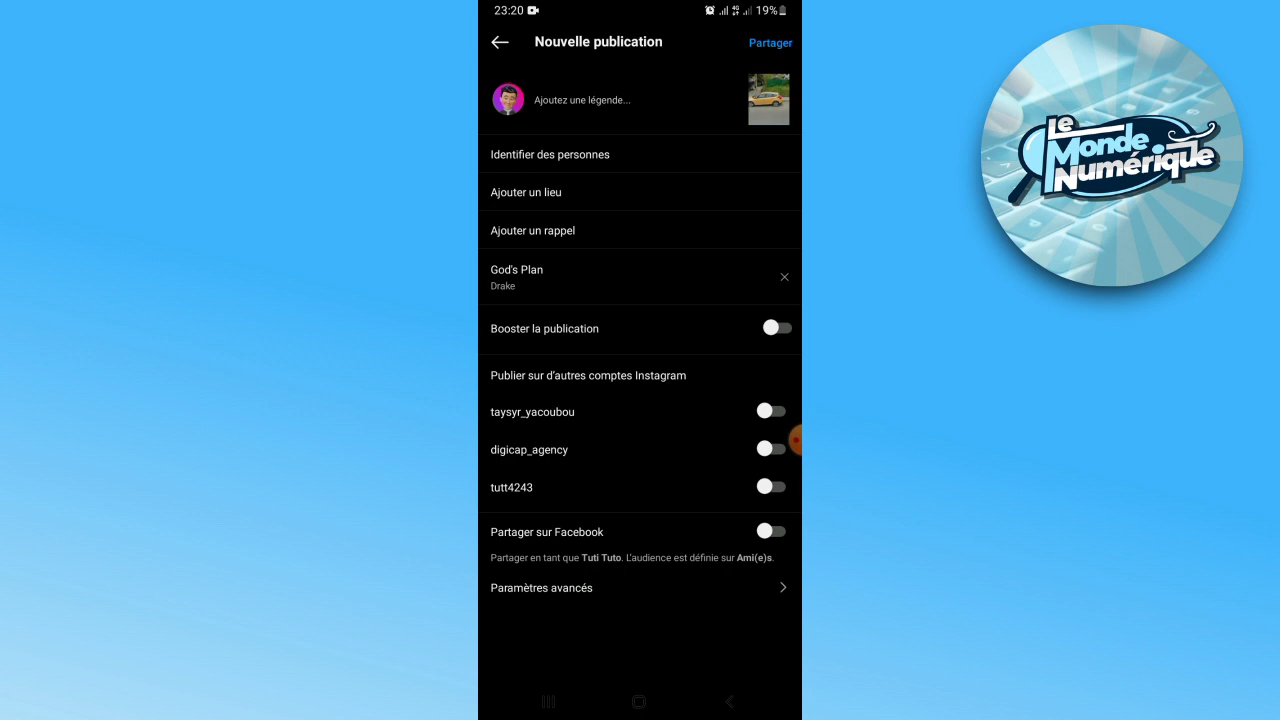 23:20
4G
19%
Nouvelle publication
Partager
Ajoutez une légende...
Identifier des personnes
Ajouter un lieu
Ajouter un rappel
God's Plan
Drake
Booster la publication
Publier sur d'autres comptes Instagram
taysyr_yacoubou
digicap_agency
tutt4243
Partager sur Facebook
Partager en tant que Tuti Tuto. L'audience est définie sur Ami(e)s.
Paramètres avancés
Le
Monde
Numérique